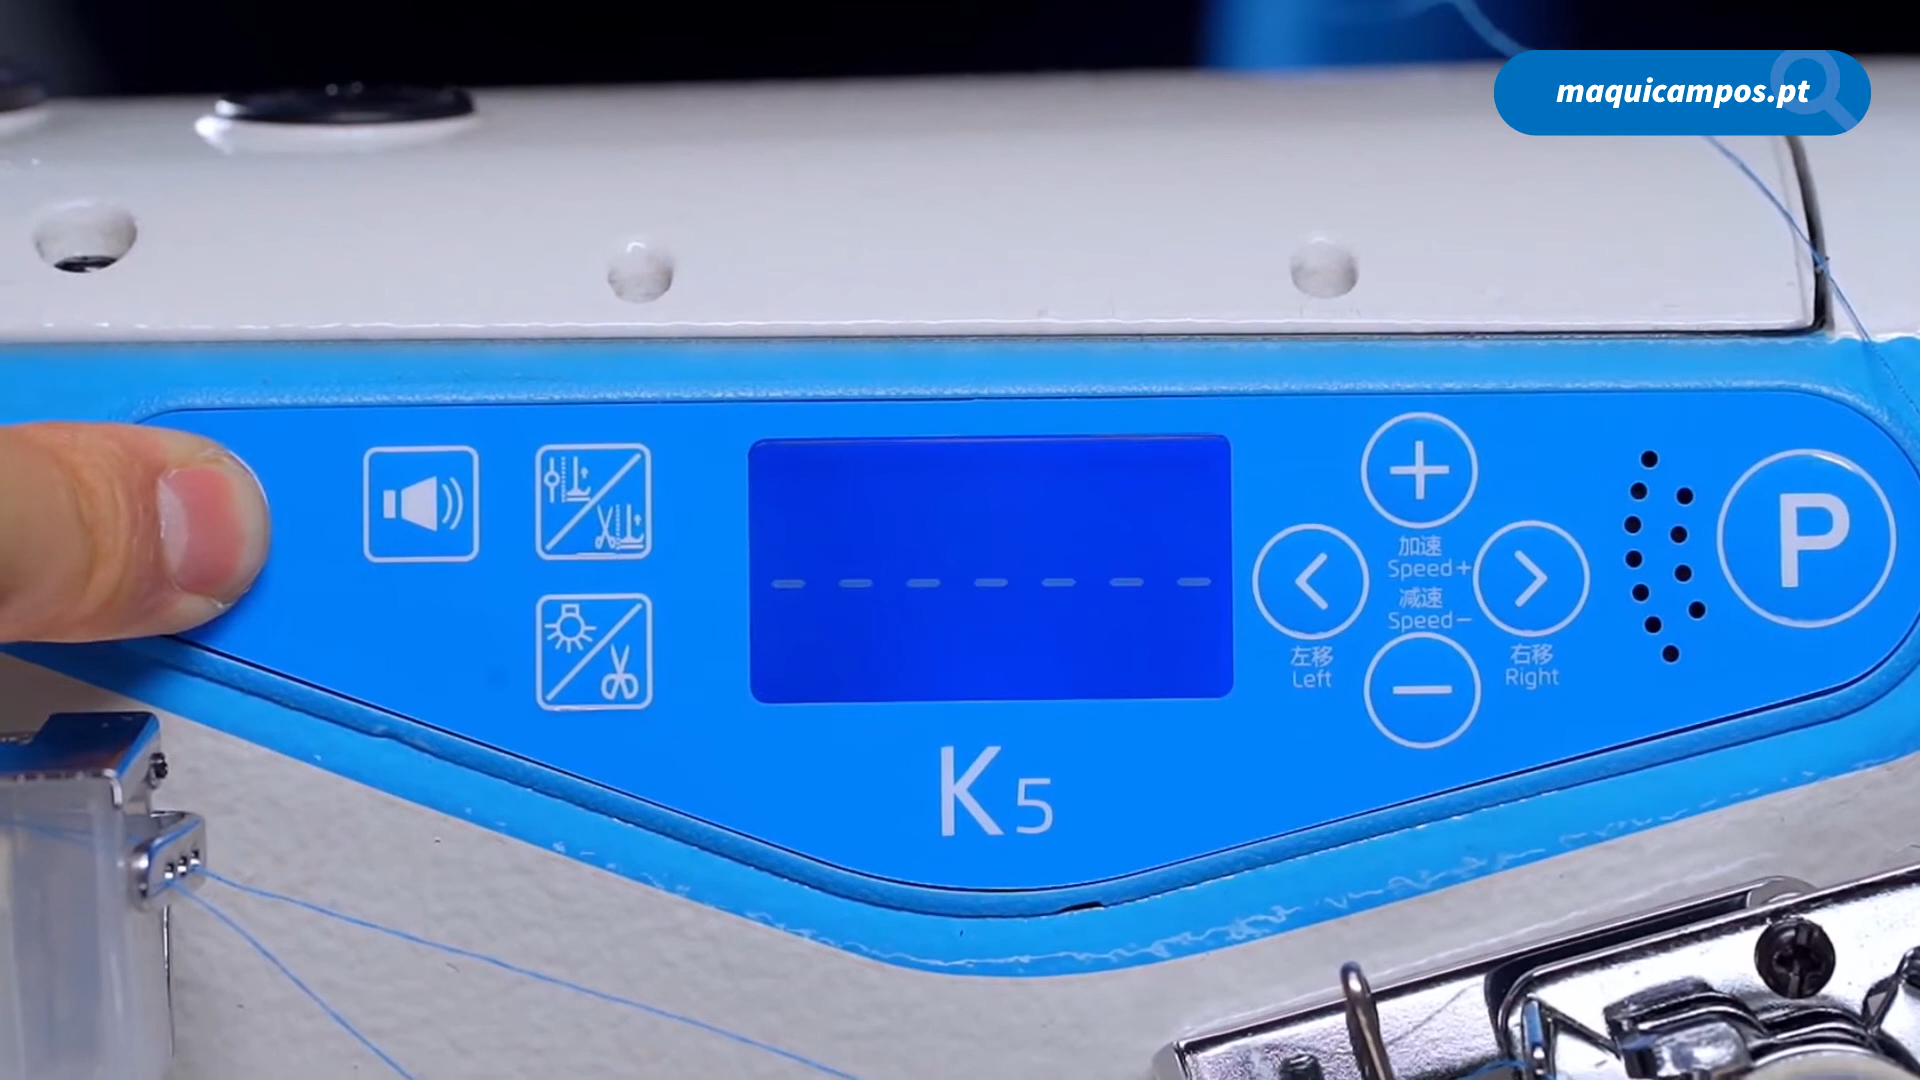 maquicampos.pt
加速
Speed+
减速
Speed−
左移
Left
右移
Right
P
K5
- - - - - - -